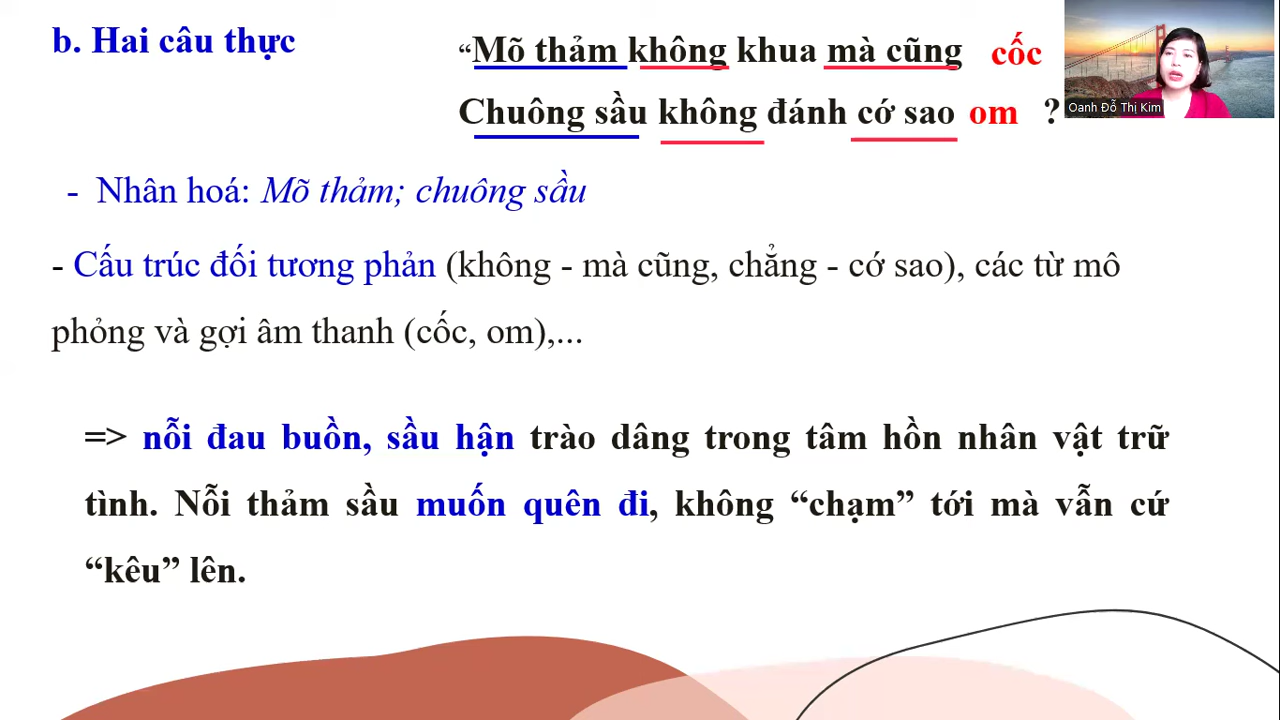 b. Hai câu thực
“Mõ thảm không khua mà cũng cốc
Chuông sầu không đánh cớ sao om ?
Oanh Đỗ Thị Kim
- Nhân hoá: Mõ thảm; chuông sầu
- Cấu trúc đối tương phản (không - mà cũng, chẳng - cớ sao), các từ mô
phỏng và gợi âm thanh (cốc, om),...
=> nỗi đau buồn, sầu hận trào dâng trong tâm hồn nhân vật trữ
tình. Nỗi thảm sầu muốn quên đi, không “chạm” tới mà vẫn cứ
“kêu” lên.